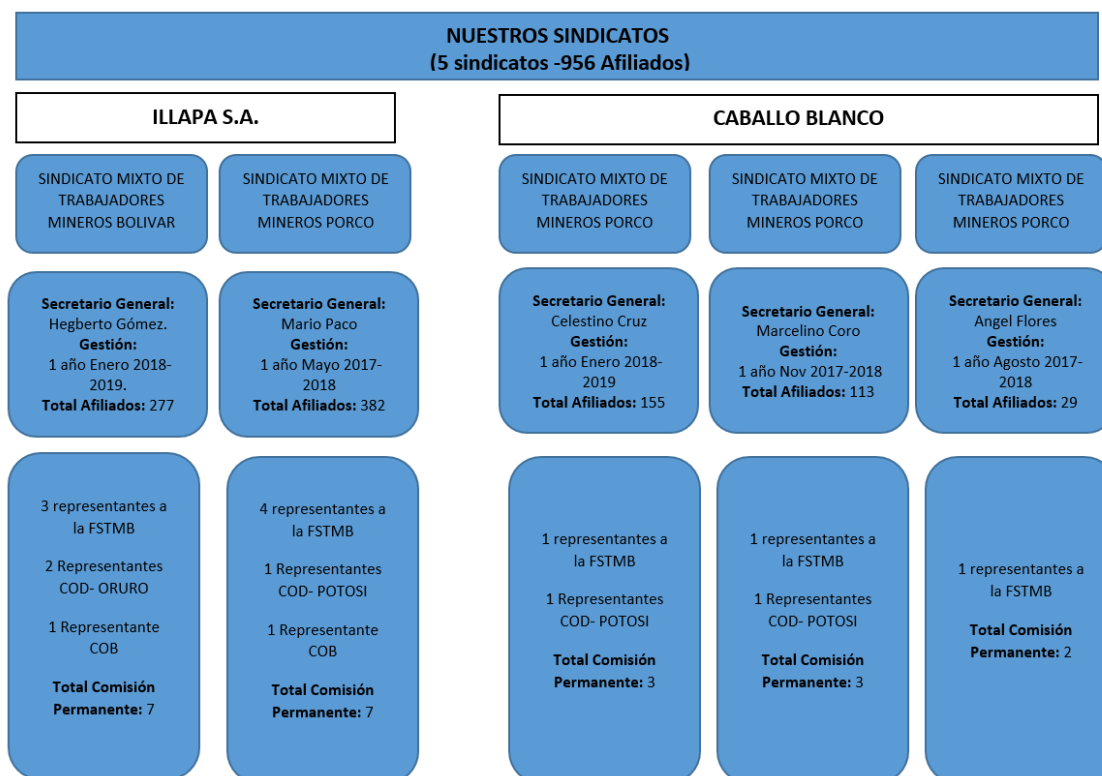 NUESTROS SINDICATOS
(5 sindicatos -956 Afiliados)
ILLAPA S.A.
CABALLO BLANCO
SINDICATO MIXTO DE
TRABAJADORES
MINEROS BOLIVAR
SINDICATO MIXTO DE
TRABAJADORES
MINEROS PORCO
SINDICATO MIXTO DE
TRABAJADORES
MINEROS PORCO
SINDICATO MIXTO DE
TRABAJADORES
MINEROS PORCO
SINDICATO MIXTO DE
TRABAJADORES
MINEROS PORCO
Secretario General:
Hegberto Gómez.
Gestión:
1 año Enero 2018-
2019.
Total Afiliados: 277
Secretario General:
Mario Paco
Gestión:
1 año Mayo 2017-
2018
Total Afiliados: 382
Secretario General:
Celestino Cruz
Gestión:
1 año Enero 2018-
2019
Total Afiliados: 155
Secretario General:
Marcelino Coro
Gestión:
1 año Nov 2017-2018
Total Afiliados: 113
Secretario General:
Angel Flores
Gestión:
1 año Agosto 2017-
2018
Total Afiliados: 29
3 representantes a
la FSTMB
2 Representantes
COD- ORURO
1 Representante
COB
Total Comisión
Permanente: 7
4 representantes a
la FSTMB
1 Representantes
COD- POTOSI
1 Representante
COB
Total Comisión
Permanente: 7
1 representantes a
la FSTMB
1 Representantes
COD- POTOSI
Total Comisión
Permanente: 3
1 representantes a
la FSTMB
1 Representantes
COD- POTOSI
Total Comisión
Permanente: 3
1 representantes a
la FSTMB
Total Comisión
Permanente: 2